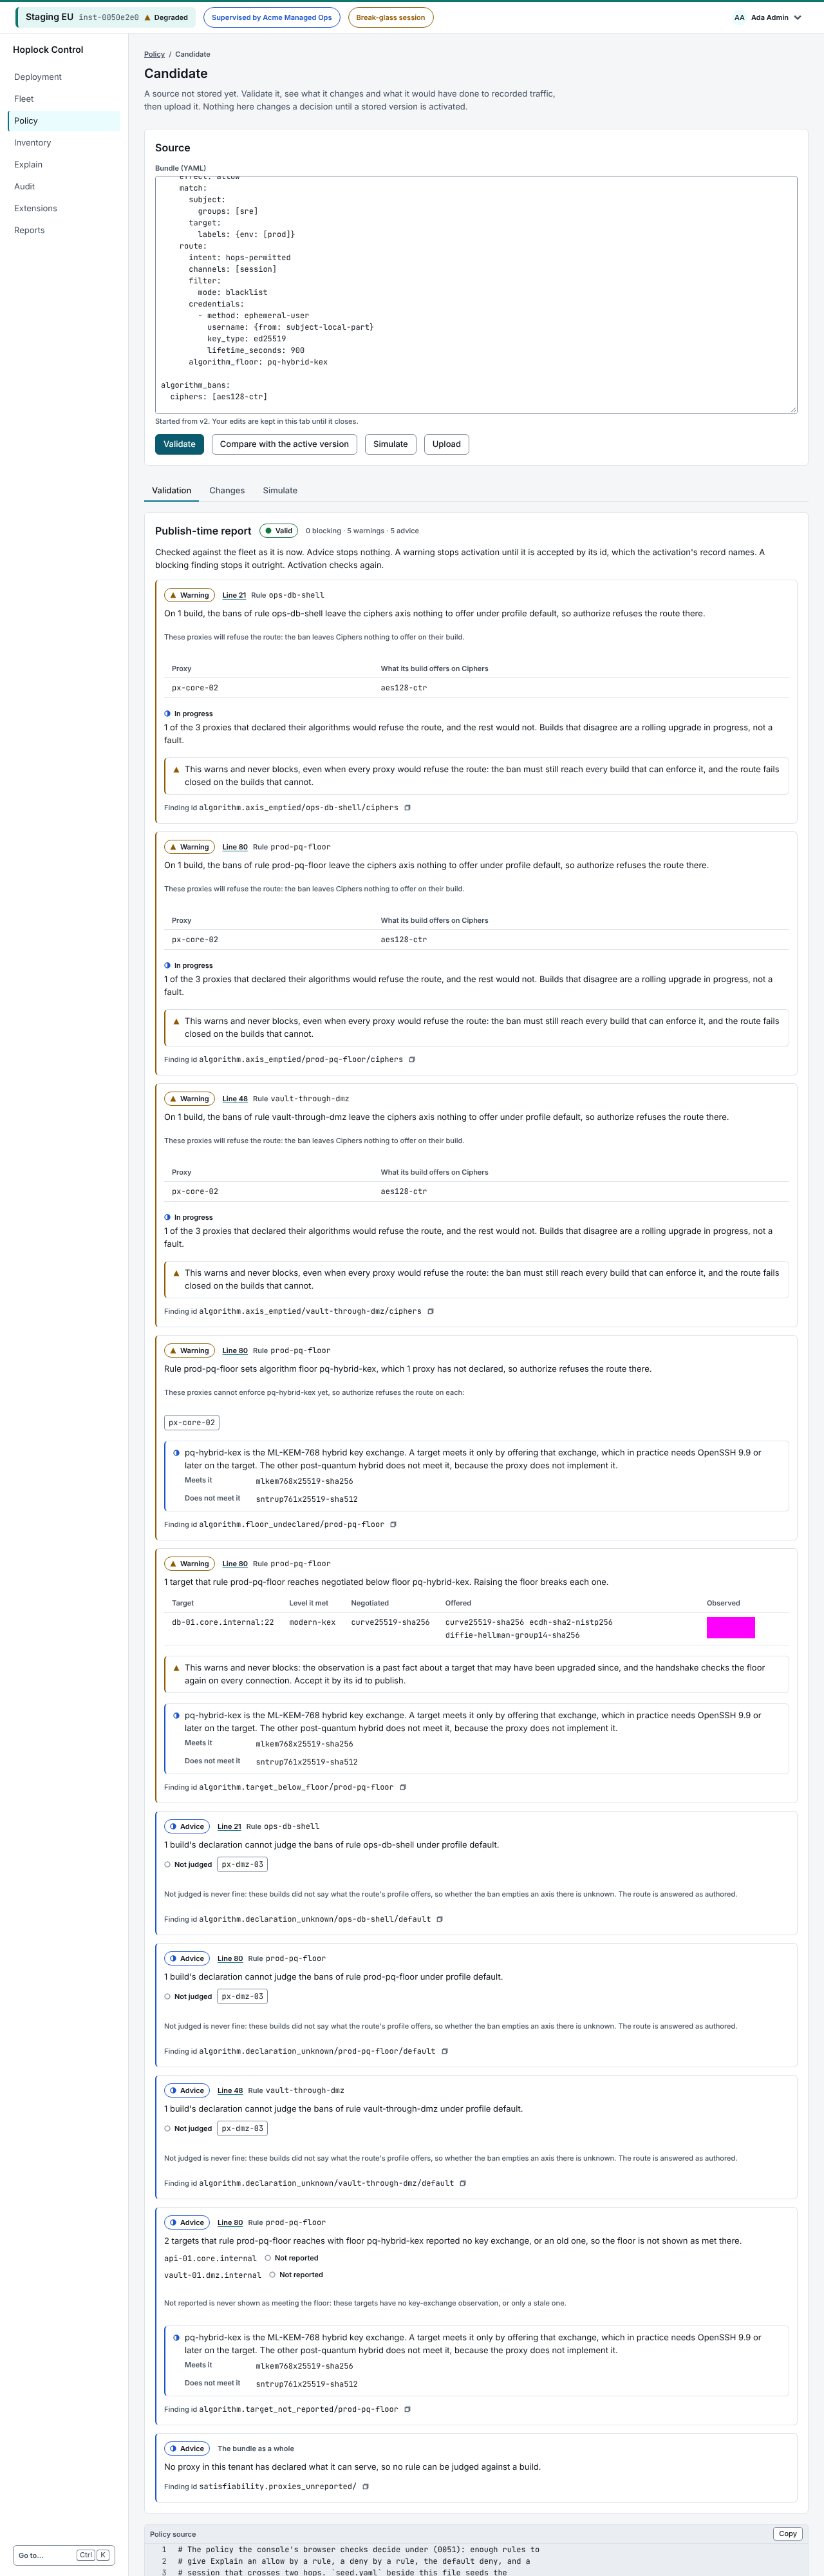 Staging EU inst-0050e2e0 Degraded Supervised by Acme Managed Ops Break-glass session AA Ada Admin
Hoplock Control
Deployment
Fleet
Policy
Inventory
Explain
Audit
Extensions
Reports
Go to... Ctrl K
Policy / Candidate
Candidate
A source not stored yet. Validate it, see what it changes and what it would have done to recorded traffic,
then upload it. Nothing here changes a decision until a stored version is activated.
Source
Bundle (YAML)
effect: allow
match:
subject:
groups: [sre]
target:
labels: {env: [prod]}
route:
intent: hops-permitted
channels: [session]
filter:
mode: blacklist
credentials:
- method: ephemeral-user
username: {from: subject-local-part}
key_type: ed25519
lifetime_seconds: 900
algorithm_floor: pq-hybrid-kex
algorithm_bans:
ciphers: [aes128-ctr]
Started from v2. Your edits are kept in this tab until it closes.
Validate Compare with the active version Simulate Upload
Validation Changes Simulate
Publish-time report Valid 0 blocking · 5 warnings · 5 advice
Checked against the fleet as it is now. Advice stops nothing. A warning stops activation until it is accepted by its id, which the activation's record names. A
blocking finding stops it outright. Activation checks again.
Warning Line 21 Rule ops-db-shell
On 1 build, the bans of rule ops-db-shell leave the ciphers axis nothing to offer under profile default, so authorize refuses the route there.
These proxies will refuse the route: the ban leaves Ciphers nothing to offer on their build.
Proxy What its build offers on Ciphers
px-core-02 aes128-ctr
In progress
1 of the 3 proxies that declared their algorithms would refuse the route, and the rest would not. Builds that disagree are a rolling upgrade in progress, not a
fault.
This warns and never blocks, even when every proxy would refuse the route: the ban must still reach every build that can enforce it, and the route fails
closed on the builds that cannot.
Finding id algorithm.axis_emptied/ops-db-shell/ciphers
Warning Line 80 Rule prod-pq-floor
On 1 build, the bans of rule prod-pq-floor leave the ciphers axis nothing to offer under profile default, so authorize refuses the route there.
These proxies will refuse the route: the ban leaves Ciphers nothing to offer on their build.
Proxy What its build offers on Ciphers
px-core-02 aes128-ctr
In progress
1 of the 3 proxies that declared their algorithms would refuse the route, and the rest would not. Builds that disagree are a rolling upgrade in progress, not a
fault.
This warns and never blocks, even when every proxy would refuse the route: the ban must still reach every build that can enforce it, and the route fails
closed on the builds that cannot.
Finding id algorithm.axis_emptied/prod-pq-floor/ciphers
Warning Line 48 Rule vault-through-dmz
On 1 build, the bans of rule vault-through-dmz leave the ciphers axis nothing to offer under profile default, so authorize refuses the route there.
These proxies will refuse the route: the ban leaves Ciphers nothing to offer on their build.
Proxy What its build offers on Ciphers
px-core-02 aes128-ctr
In progress
1 of the 3 proxies that declared their algorithms would refuse the route, and the rest would not. Builds that disagree are a rolling upgrade in progress, not a
fault.
This warns and never blocks, even when every proxy would refuse the route: the ban must still reach every build that can enforce it, and the route fails
closed on the builds that cannot.
Finding id algorithm.axis_emptied/vault-through-dmz/ciphers
Warning Line 80 Rule prod-pq-floor
Rule prod-pq-floor sets algorithm floor pq-hybrid-kex, which 1 proxy has not declared, so authorize refuses the route there.
These proxies cannot enforce pq-hybrid-kex yet, so authorize refuses the route on each:
px-core-02
pq-hybrid-kex is the ML-KEM-768 hybrid key exchange. A target meets it only by offering that exchange, which in practice needs OpenSSH 9.9 or
later on the target. The other post-quantum hybrid does not meet it, because the proxy does not implement it.
Meets it mlkem768x25519-sha256
Does not meet it sntrup761x25519-sha512
Finding id algorithm.floor_undeclared/prod-pq-floor
Warning Line 80 Rule prod-pq-floor
1 target that rule prod-pq-floor reaches negotiated below floor pq-hybrid-kex. Raising the floor breaks each one.
Target Level it met Negotiated Offered Observed
db-01.core.internal:22 modern-kex curve25519-sha256 curve25519-sha256 ecdh-sha2-nistp256
diffie-hellman-group14-sha256
This warns and never blocks: the observation is a past fact about a target that may have been upgraded since, and the handshake checks the floor
again on every connection. Accept it by its id to publish.
pq-hybrid-kex is the ML-KEM-768 hybrid key exchange. A target meets it only by offering that exchange, which in practice needs OpenSSH 9.9 or
later on the target. The other post-quantum hybrid does not meet it, because the proxy does not implement it.
Meets it mlkem768x25519-sha256
Does not meet it sntrup761x25519-sha512
Finding id algorithm.target_below_floor/prod-pq-floor
Advice Line 21 Rule ops-db-shell
1 build's declaration cannot judge the bans of rule ops-db-shell under profile default.
Not judged px-dmz-03
Not judged is never fine: these builds did not say what the route's profile offers, so whether the ban empties an axis there is unknown. The route is answered as authored.
Finding id algorithm.declaration_unknown/ops-db-shell/default
Advice Line 80 Rule prod-pq-floor
1 build's declaration cannot judge the bans of rule prod-pq-floor under profile default.
Not judged px-dmz-03
Not judged is never fine: these builds did not say what the route's profile offers, so whether the ban empties an axis there is unknown. The route is answered as authored.
Finding id algorithm.declaration_unknown/prod-pq-floor/default
Advice Line 48 Rule vault-through-dmz
1 build's declaration cannot judge the bans of rule vault-through-dmz under profile default.
Not judged px-dmz-03
Not judged is never fine: these builds did not say what the route's profile offers, so whether the ban empties an axis there is unknown. The route is answered as authored.
Finding id algorithm.declaration_unknown/vault-through-dmz/default
Advice Line 80 Rule prod-pq-floor
2 targets that rule prod-pq-floor reaches with floor pq-hybrid-kex reported no key exchange, or an old one, so the floor is not shown as met there.
api-01.core.internal Not reported
vault-01.dmz.internal Not reported
Not reported is never shown as meeting the floor: these targets have no key-exchange observation, or only a stale one.
pq-hybrid-kex is the ML-KEM-768 hybrid key exchange. A target meets it only by offering that exchange, which in practice needs OpenSSH 9.9 or
later on the target. The other post-quantum hybrid does not meet it, because the proxy does not implement it.
Meets it mlkem768x25519-sha256
Does not meet it sntrup761x25519-sha512
Finding id algorithm.target_not_reported/prod-pq-floor
Advice The bundle as a whole
No proxy in this tenant has declared what it can serve, so no rule can be judged against a build.
Finding id satisfiability.proxies_unreported/
Policy source Copy
1 # The policy the console's browser checks decide under (0051): enough rules to
2 # give Explain an allow by a rule, a deny by a rule, the default deny, and a
3 # session that crosses two hops. `seed.yaml` beside this file seeds the